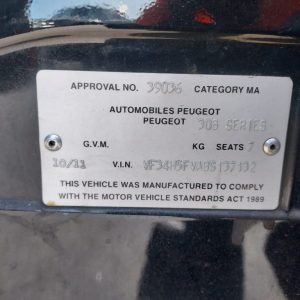 APPROVAL NO. 39036 CATEGORY MA
AUTOMOBILES PEUGEOT
PEUGEOT 308 SERIES
G.V.M. KG SEATS 7
10/11 V.I.N.
THIS VEHICLE WAS MANUFACTURED TO COMPLY
WITH THE MOTOR VEHICLE STANDARDS ACT 1989